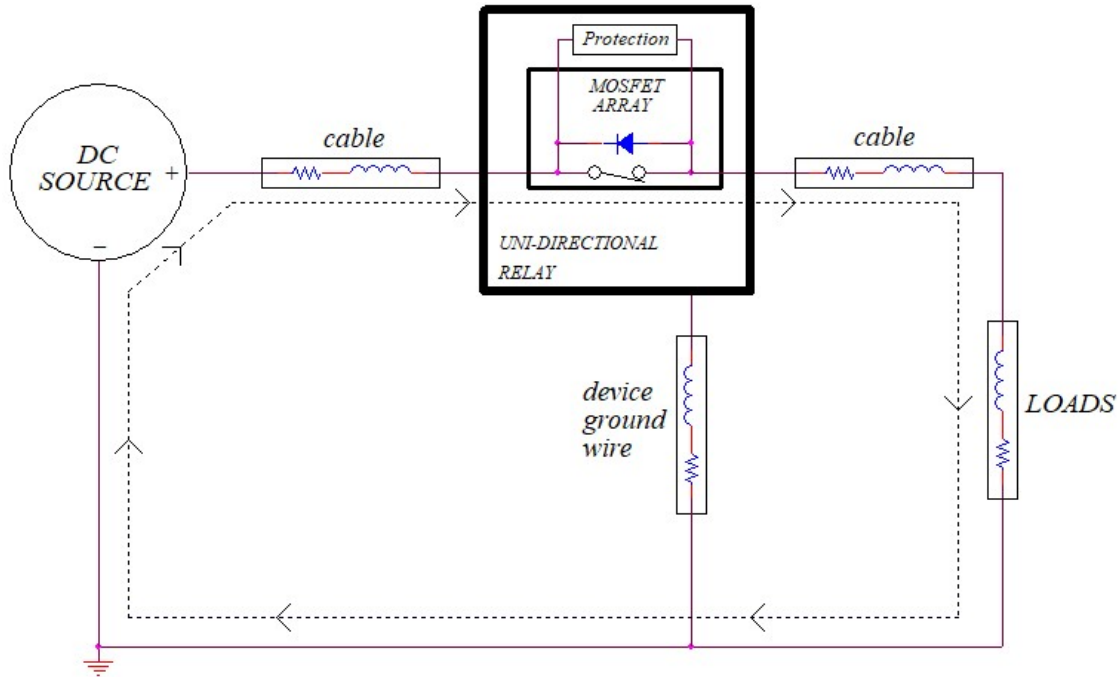 Protection
MOSFET
ARRAY
cable
cable
DC
SOURCE
+
−
UNI-DIRECTIONAL
RELAY
device
ground
wire
LOADS